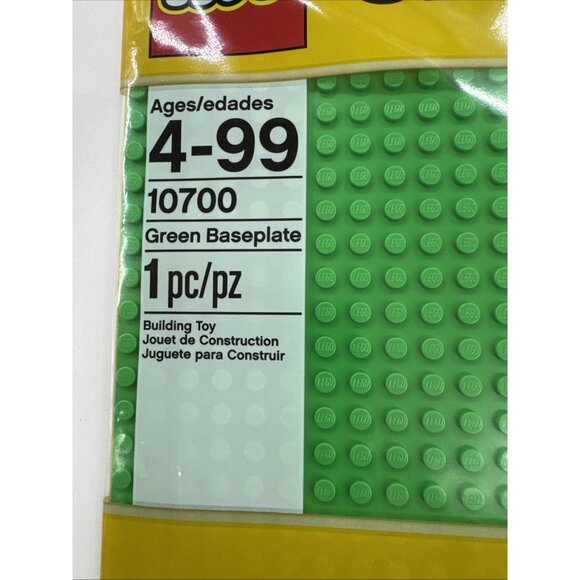 Ages/edades
4-99
10700
Green Baseplate
1 pc/pz
Building Toy
Jouet de Construction
Juguete para Construir